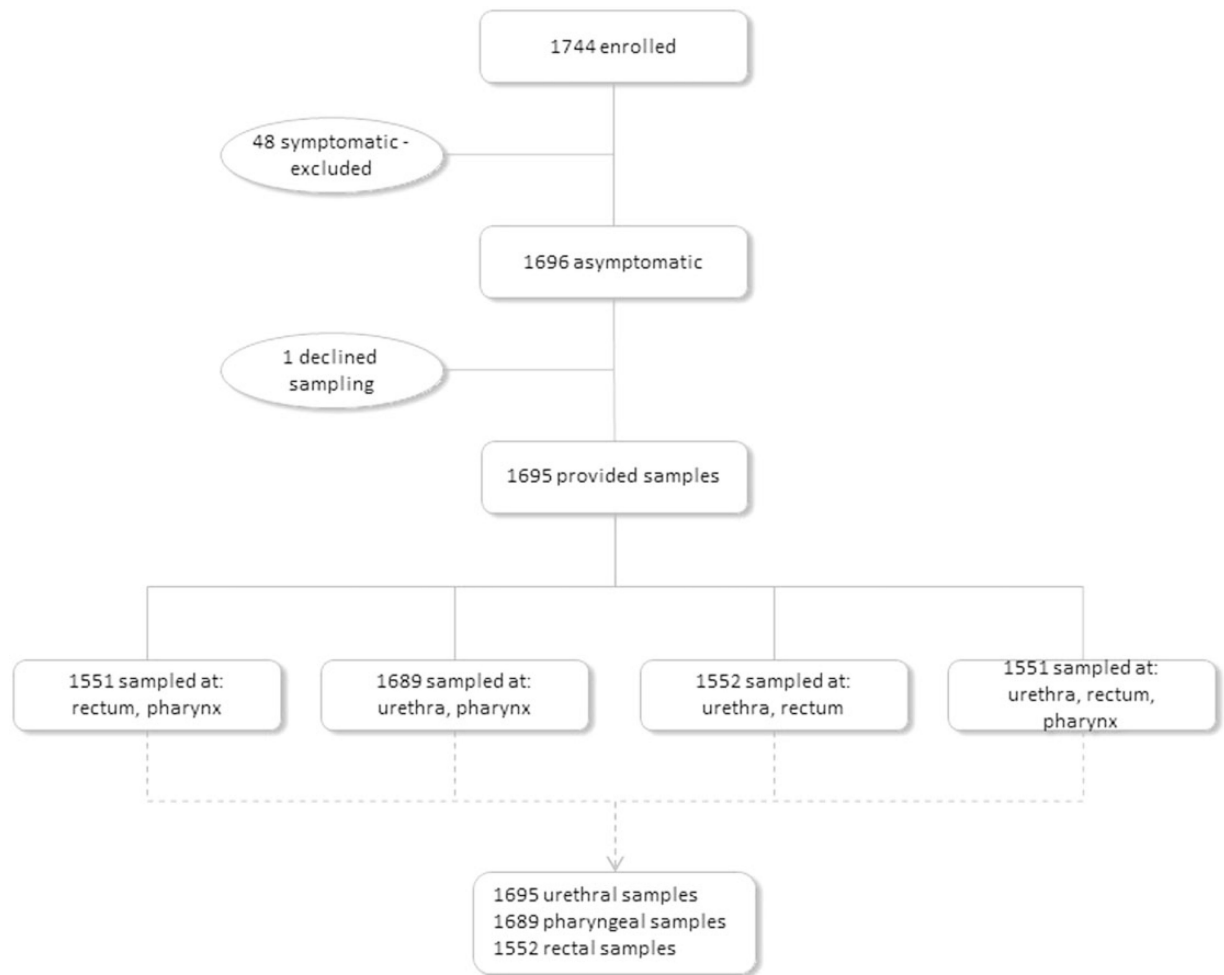 1744 enrolled
48 symptomatic -
excluded
1696 asymptomatic
1 declined
sampling
1695 provided samples
1551 sampled at:
rectum, pharynx
1689 sampled at:
urethra, pharynx
1552 sampled at:
urethra, rectum
1551 sampled at:
urethra, rectum,
pharynx
1695 urethral samples
1689 pharyngeal samples
1552 rectal samples